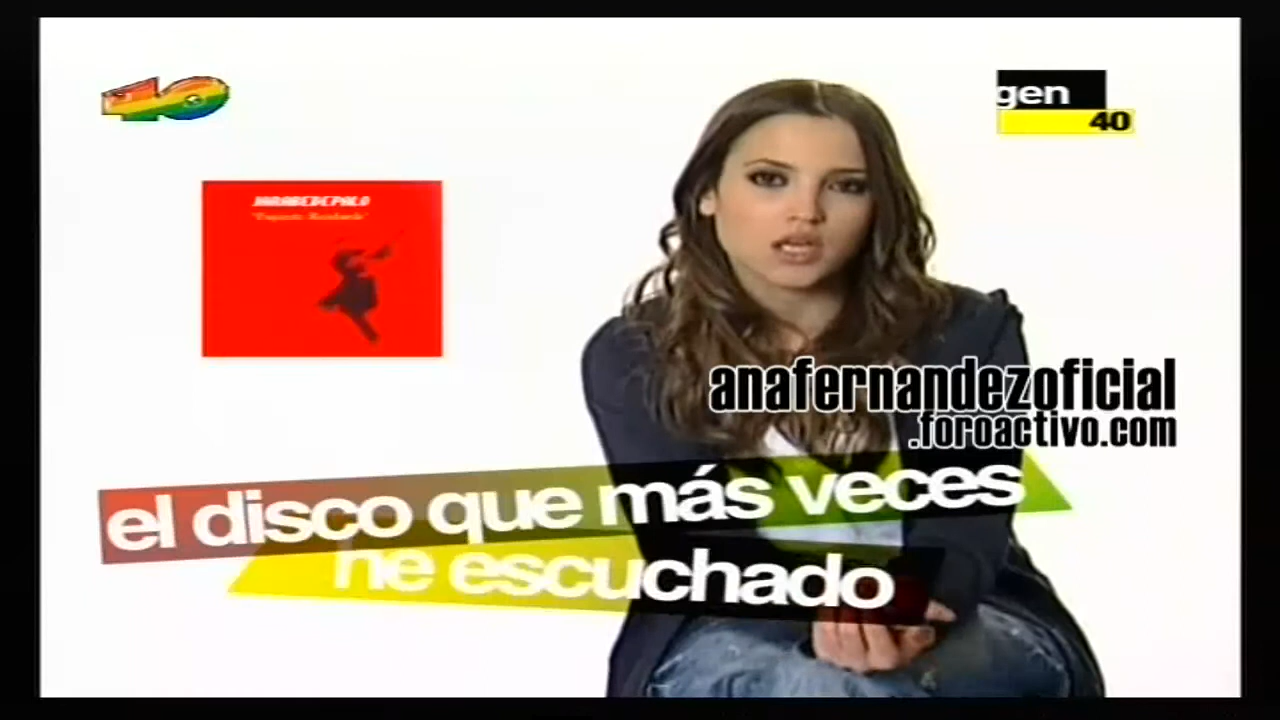 40
gen
40
JARABEDEPALO
anafernandezoficial
.foroactivo.com
el disco que más veces
he escuchado